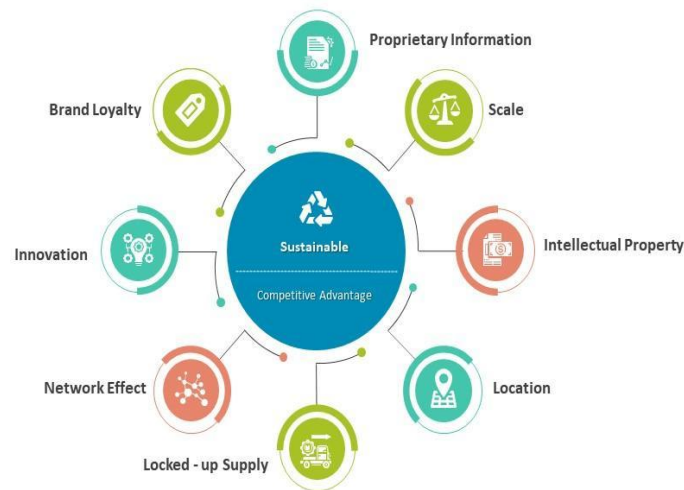 Proprietary Information
Brand Loyalty
Scale
Innovation
Sustainable
Competitive Advantage
Intellectual Property
Network Effect
Location
Locked - up Supply